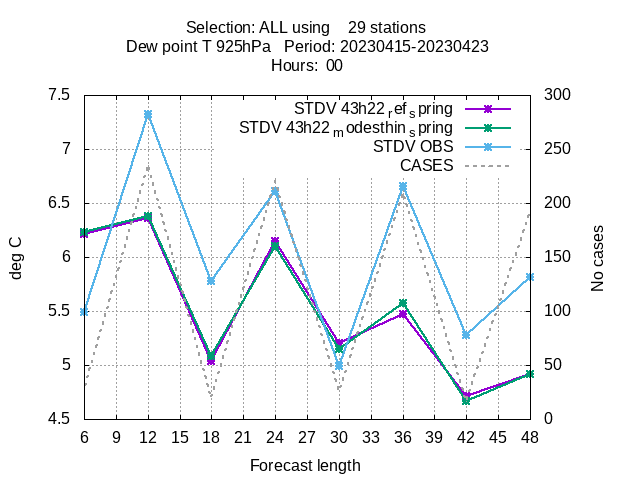 Selection: ALL using    29 stations
Dew point T 925hPa   Period: 20230415-20230423
Hours:  00
7.5
7
6.5
6
5.5
5
4.5
300
250
200
150
100
50
0
deg C
No cases
STDV 43h22 ref spring
STDV 43h22 modesthin spring
STDV OBS
CASES
6 9 12 15 18 21 24 27 30 33 36 39 42 45 48
Forecast length